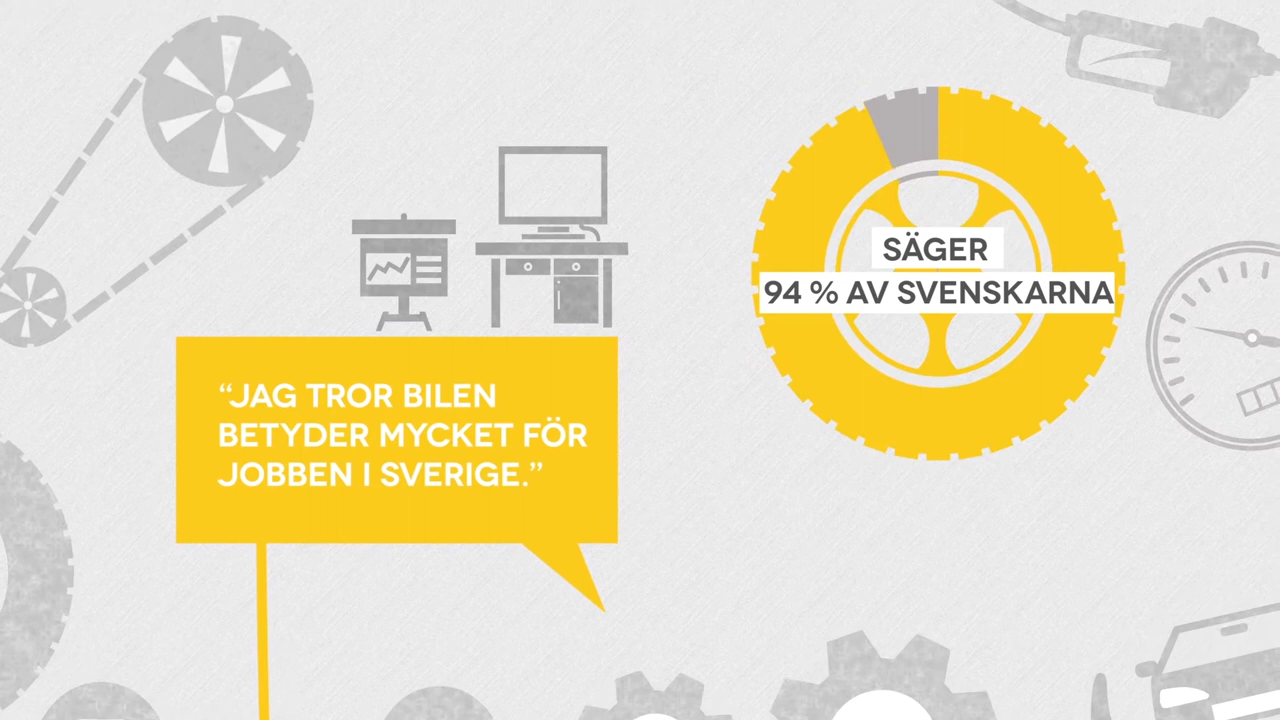 “JAG TROR BILEN
BETYDER MYCKET FÖR
JOBBEN I SVERIGE.”
SÄGER
94 % AV SVENSKARNA